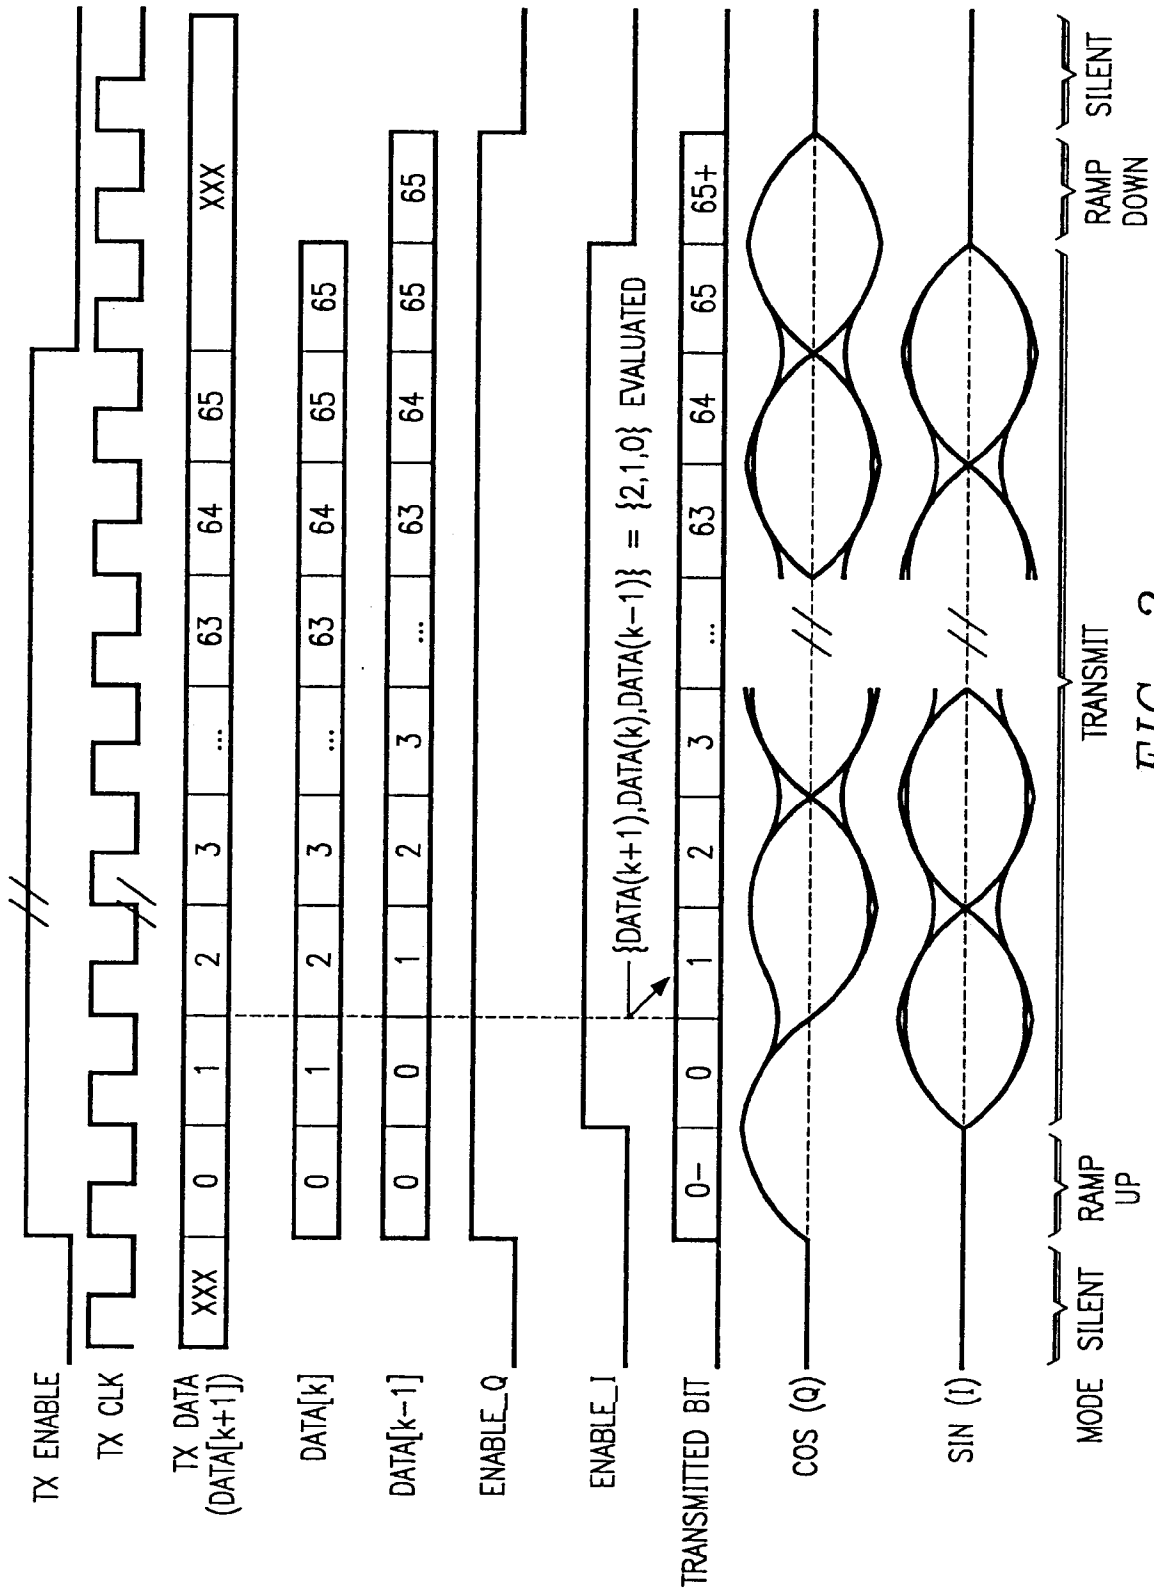 TX ENABLE
TX CLK
TX DATA
(DATA[k+1])
XXX 0 1 2 3 ... 63 64 65 XXX
DATA[k]
0 1 2 3 ... 63 64 65 65
DATA[k-1]
0 0 1 2 3 ... 63 64 65 65
ENABLE_Q
ENABLE_I
{DATA(k+1),DATA(k),DATA(k-1)} = {2,1,0} EVALUATED
TRANSMITTED BIT
0- 0 1 2 3 ... 63 64 65 65+
COS (Q)
SIN (I)
MODE SILENT RAMP UP TRANSMIT RAMP DOWN SILENT